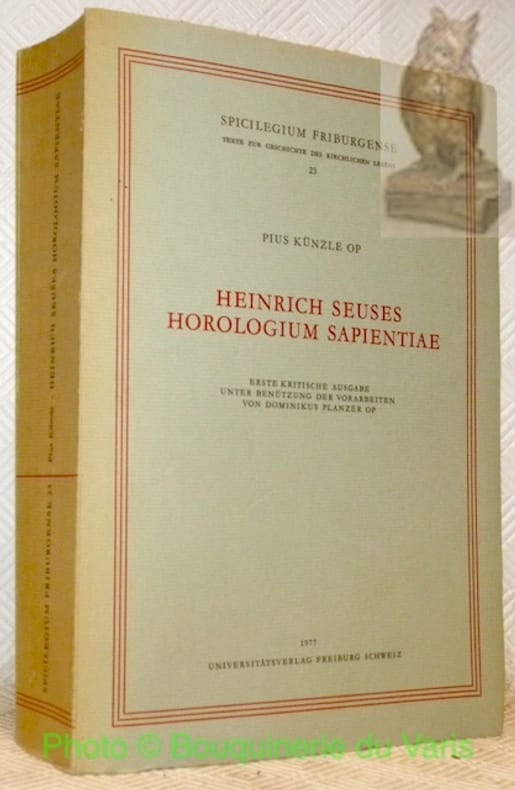 SPICILEGIUM FRIBURGENSE
TEXTE ZUR GESCHICHTE DES KIRCHLICHEN LEBENS
23
PIUS KÜNZLE OP
HEINRICH SEUSES
HOROLOGIUM SAPIENTIAE
ERSTE KRITISCHE AUSGABE
UNTER BENÜTZUNG DER VORARBEITEN
VON DOMINIKUS PLANZER OP
1977
UNIVERSITÄTSVERLAG FREIBURG SCHWEIZ
Pius Künzle - HEINRICH SEUSES HOROLOGIUM SAPIENTIAE
SPICILEGIUM FRIBURGENSE 23
Photo © Bouquinerie du Varis